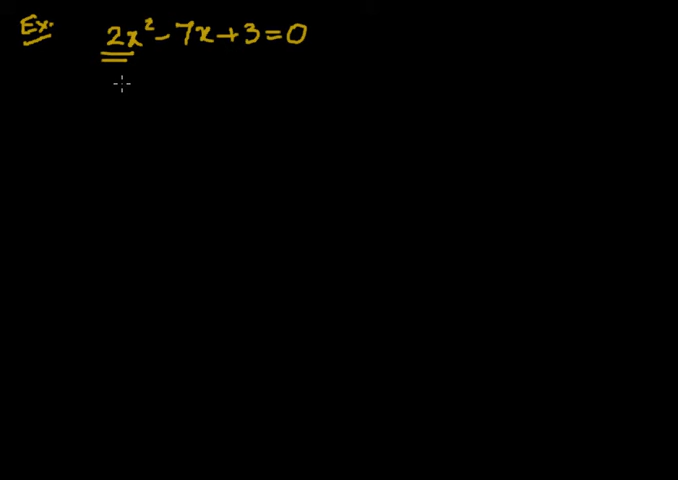 Ex. 2x² - 7x + 3 = 0